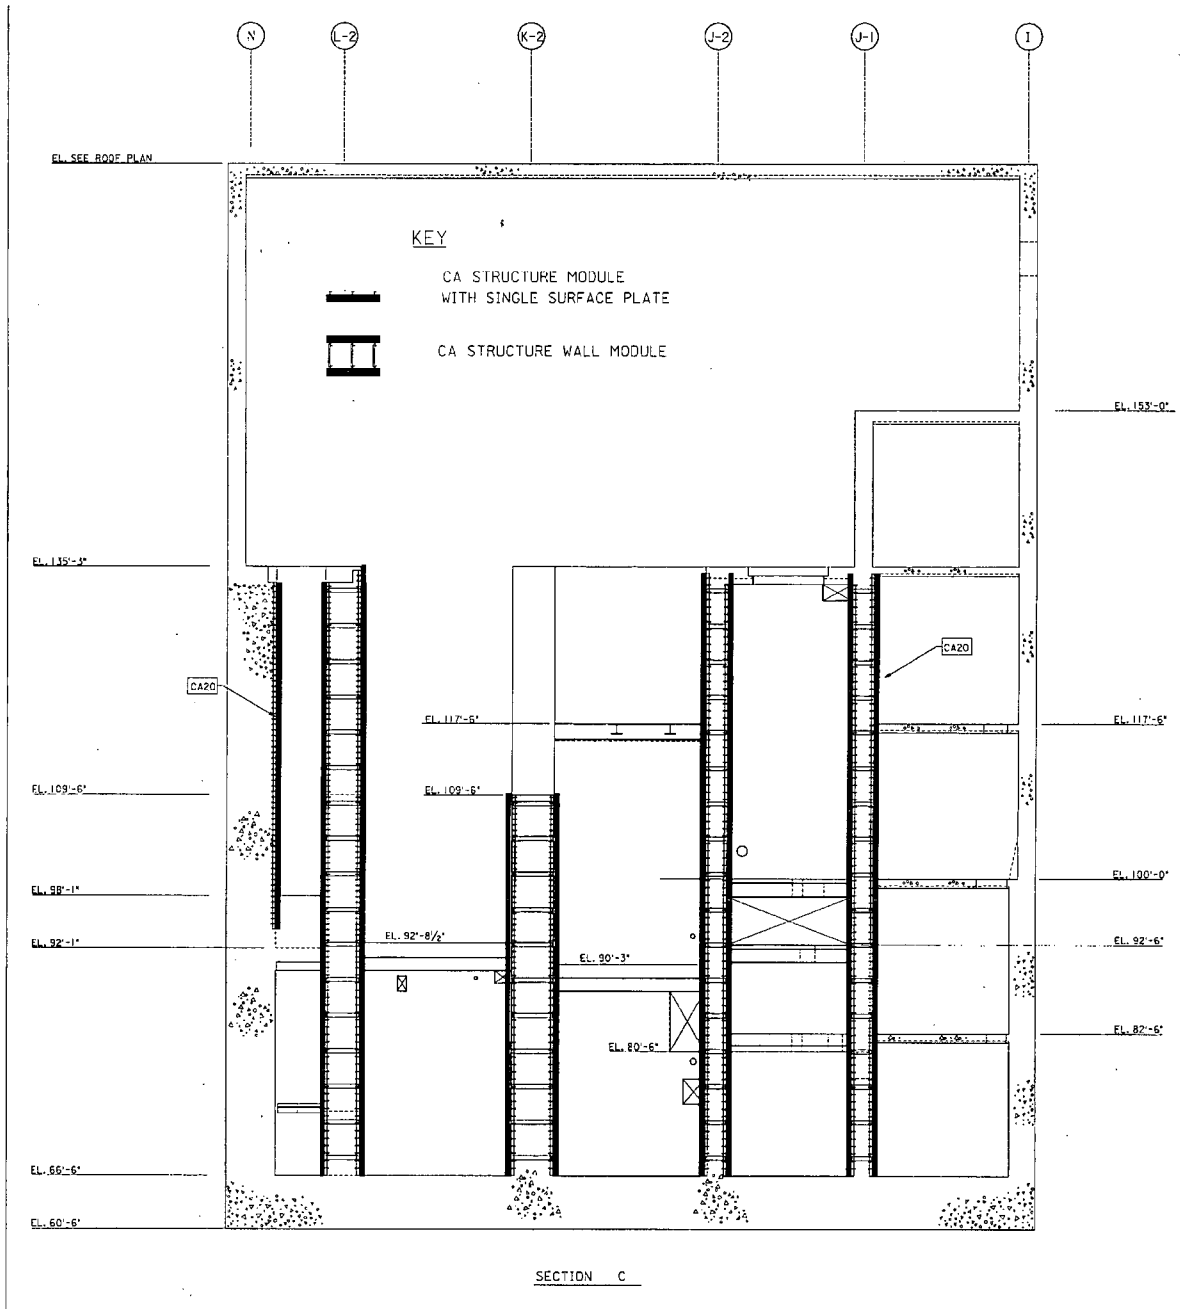 N L-2 K-2 J-2 J-1 I
EL. SEE ROOF PLAN
KEY
CA STRUCTURE MODULE
WITH SINGLE SURFACE PLATE
CA STRUCTURE WALL MODULE
EL. 153'-0"
EL. 135'-3"
CA20
CA20
EL. 117'-6"
EL. 117'-6"
EL. 109'-6"
EL. 109'-6"
EL. 100'-0"
EL. 98'-1"
EL. 92'-8½"
EL. 92'-1"
EL. 92'-6"
EL. 90'-3"
EL. 82'-6"
EL. 80'-6"
EL. 66'-6"
EL. 60'-6"
SECTION C